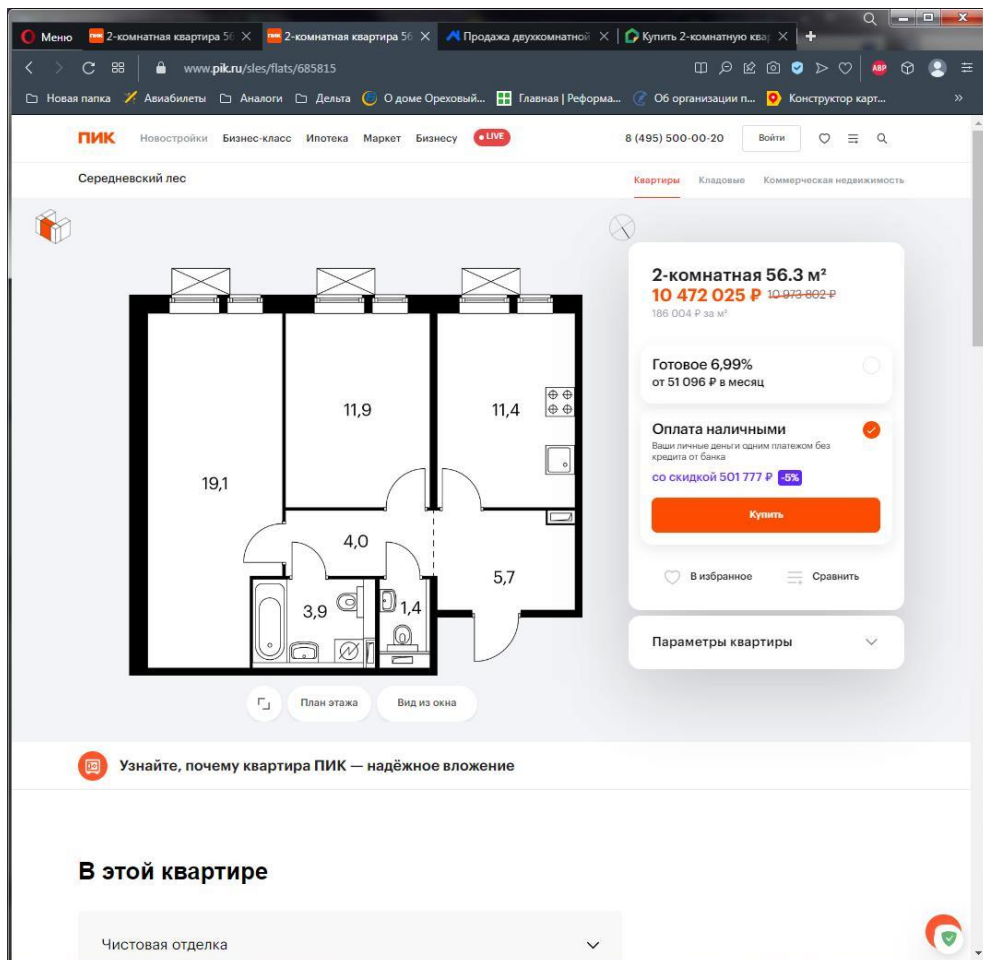 Меню
2-комнатная квартира 56
2-комнатная квартира 56
Продажа двухкомнатной
Купить 2-комнатную ква
www.pik.ru/sles/flats/685815
ABP
Новая папка
Авиабилеты
Аналоги
Дельта
О доме Ореховый...
Главная | Реформа...
Об организации п...
Конструктор карт...
»
ПИК
Новостройки
Бизнес-класс
Ипотека
Маркет
Бизнесу
LIVE
8 (495) 500-00-20
Войти
Середневский лес
Квартиры
Кладовые
Коммерческая недвижимость
2-комнатная 56.3 м²
10 472 025 ₽ 10 973 802 ₽
186 004 ₽ за м²
Готовое 6,99%
от 51 096 ₽ в месяц
Оплата наличными
Ваши личные деньги одним платежом без
кредита от банка
со скидкой 501 777 ₽ -5%
Купить
В избранное
Сравнить
Параметры квартиры
11,9
11,4
19,1
4,0
5,7
3,9
1,4
План этажа
Вид из окна
Узнайте, почему квартира ПИК — надёжное вложение
В этой квартире
Чистовая отделка